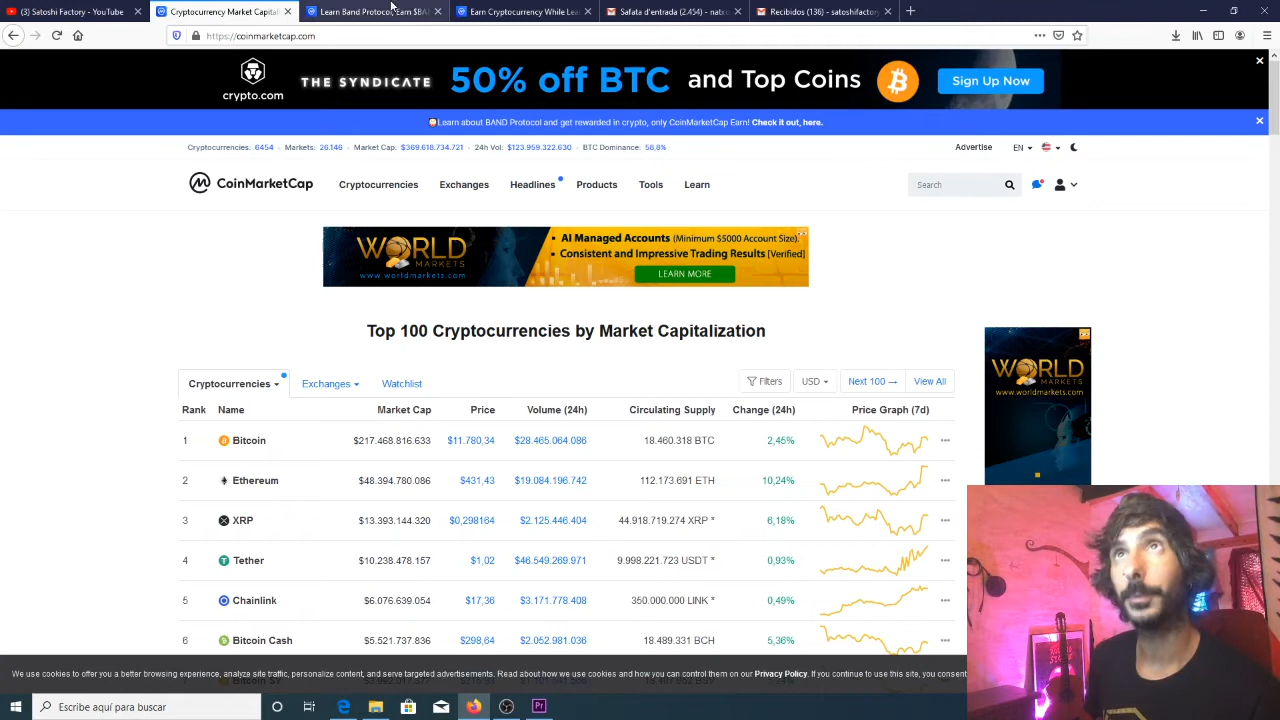 (3) Satoshi Factory - YouTube
Cryptocurrency Market Capitali
Learn Band Protocol
Earn Cryptocurrency While Lea
Safata d'entrada (2.454) - natx
Recibidos (136) - satoshifactory
https://coinmarketcap.com
crypto.com
THE SYNDICATE
50% off BTC and Top Coins
Sign Up Now
Learn about BAND Protocol and get rewarded in crypto, only CoinMarketCap Earn! Check it out, here.
Cryptocurrencies: 6454 • Markets: 26.146 • Market Cap: $369.618.734.721 • 24h Vol: $123.959.322.630 • BTC Dominance: 58,8%
Advertise EN
CoinMarketCap Cryptocurrencies Exchanges Headlines Products Tools Learn Search
WORLD MARKETS
www.worldmarkets.com
AI Managed Accounts (Minimum $5000 Account Size).
Consistent and Impressive Trading Results [Verified]
LEARN MORE
Top 100 Cryptocurrencies by Market Capitalization
WORLD MARKETS
www.worldmarkets.com
Cryptocurrencies Exchanges Watchlist Filters USD Next 100 → View All
Rank Name Market Cap Price Volume (24h) Circulating Supply Change (24h) Price Graph (7d)
1 Bitcoin $217.468.816.633 $11.780,34 $28.465.064.086 18.460.318 BTC 2,45%
2 Ethereum $48.394.780.086 $431,43 $19.084.196.742 112.173.691 ETH 10,24%
3 XRP $13.393.144.320 $0,298164 $2.125.446.404 44.918.719.274 XRP * 6,18%
4 Tether $10.238.478.157 $1,02 $46.549.269.971 9.998.221.723 USDT * 0,93%
5 Chainlink $6.076.639.054 $17,36 $3.171.778.408 350.000.000 LINK * 0,49%
6 Bitcoin Cash $5.521.737.836 $298,64 $2.052.981.036 18.489.331 BCH 5,36%
We use cookies to offer you a better browsing experience, analyze site traffic, personalize content, and serve targeted advertisements. Read about how we use cookies and how you can control them on our Privacy Policy. If you continue to use this site, you consent
Escribe aquí para buscar